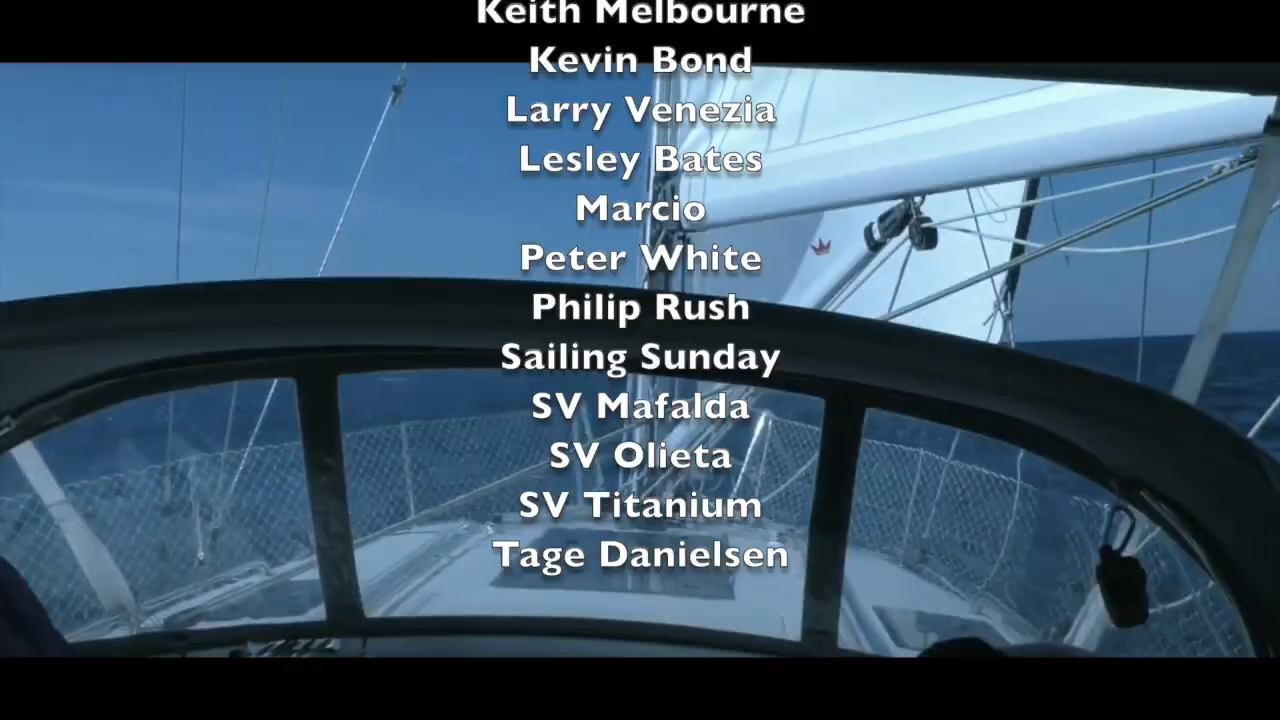 Keith Melbourne
Kevin Bond
Larry Venezia
Lesley Bates
Marcio
Peter White
Philip Rush
Sailing Sunday
SV Mafalda
SV Olieta
SV Titanium
Tage Danielsen